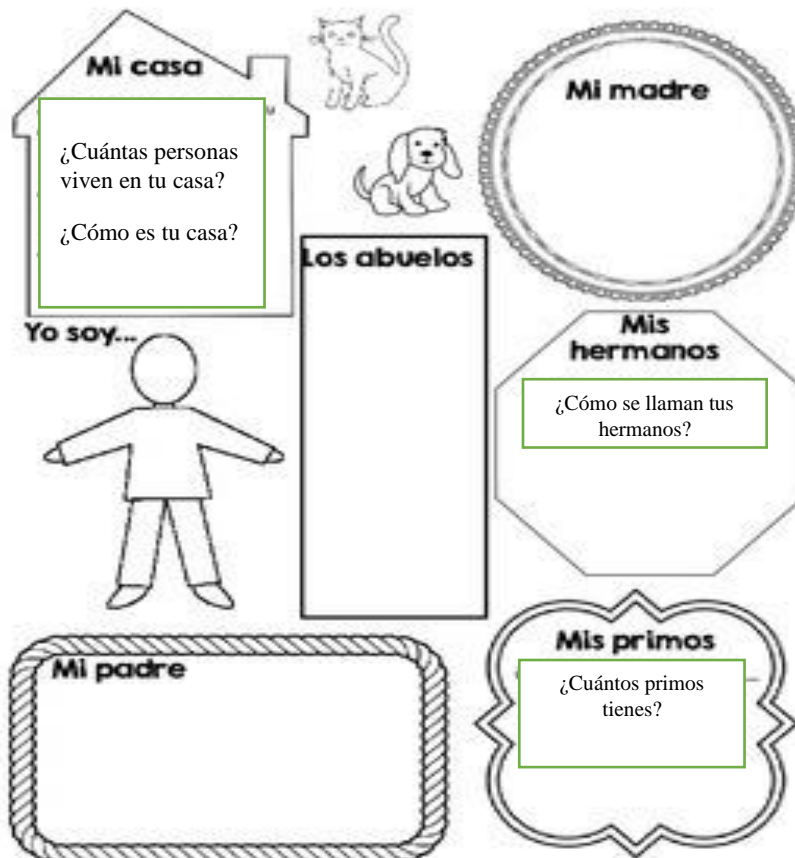 Mi casa
¿Cuántas personas
viven en tu casa?
¿Cómo es tu casa?
Mi madre
Los abuelos
Yo soy...
Mis
hermanos
¿Cómo se llaman tus
hermanos?
Mi padre
Mis primos
¿Cuántos primos
tienes?